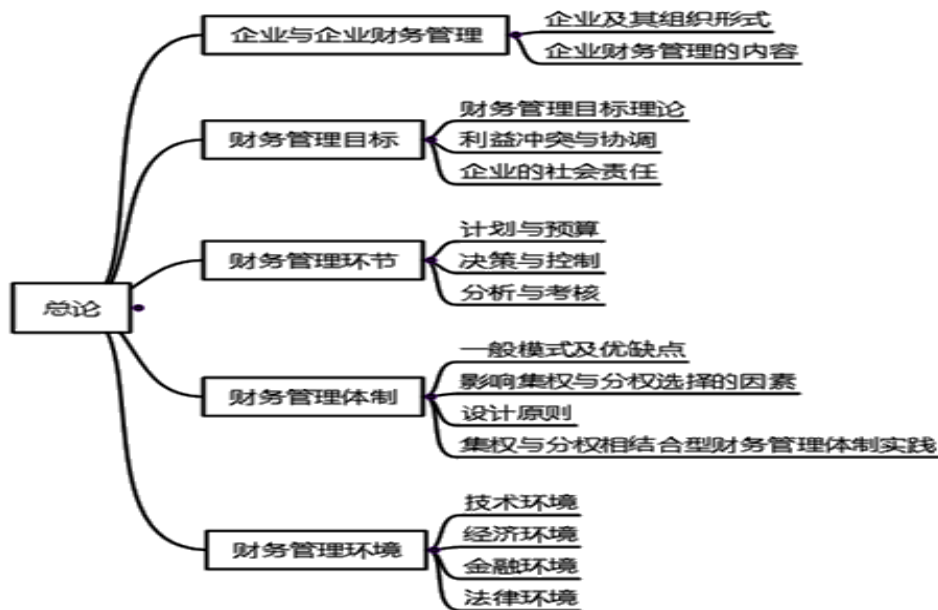 总论
企业与企业财务管理
企业及其组织形式
企业财务管理的内容
财务管理目标
财务管理目标理论
利益冲突与协调
企业的社会责任
财务管理环节
计划与预算
决策与控制
分析与考核
财务管理体制
一般模式及优缺点
影响集权与分权选择的因素
设计原则
集权与分权相结合型财务管理体制实践
财务管理环境
技术环境
经济环境
金融环境
法律环境